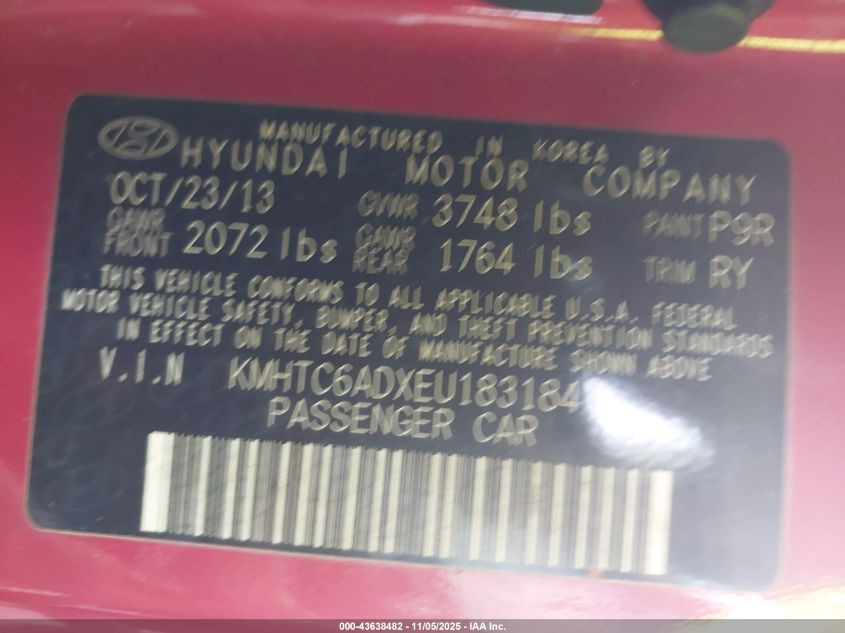 MANUFACTURED IN KOREA BY
HYUNDAI MOTOR COMPANY
OCT/23/13 GVWR 3748 lbs PAINT P9R
GAWR FRONT 2072 lbs GAWR REAR 1764 lbs TRIM RY
THIS VEHICLE CONFORMS TO ALL APPLICABLE U.S.A. FEDERAL
MOTOR VEHICLE SAFETY, BUMPER, AND THEFT PREVENTION STANDARDS
IN EFFECT ON THE DATE OF MANUFACTURE SHOWN ABOVE
V.I.N KMHTC6ADXEU183184
PASSENGER CAR
000-43638482 - 11/05/2025 - IAA Inc.